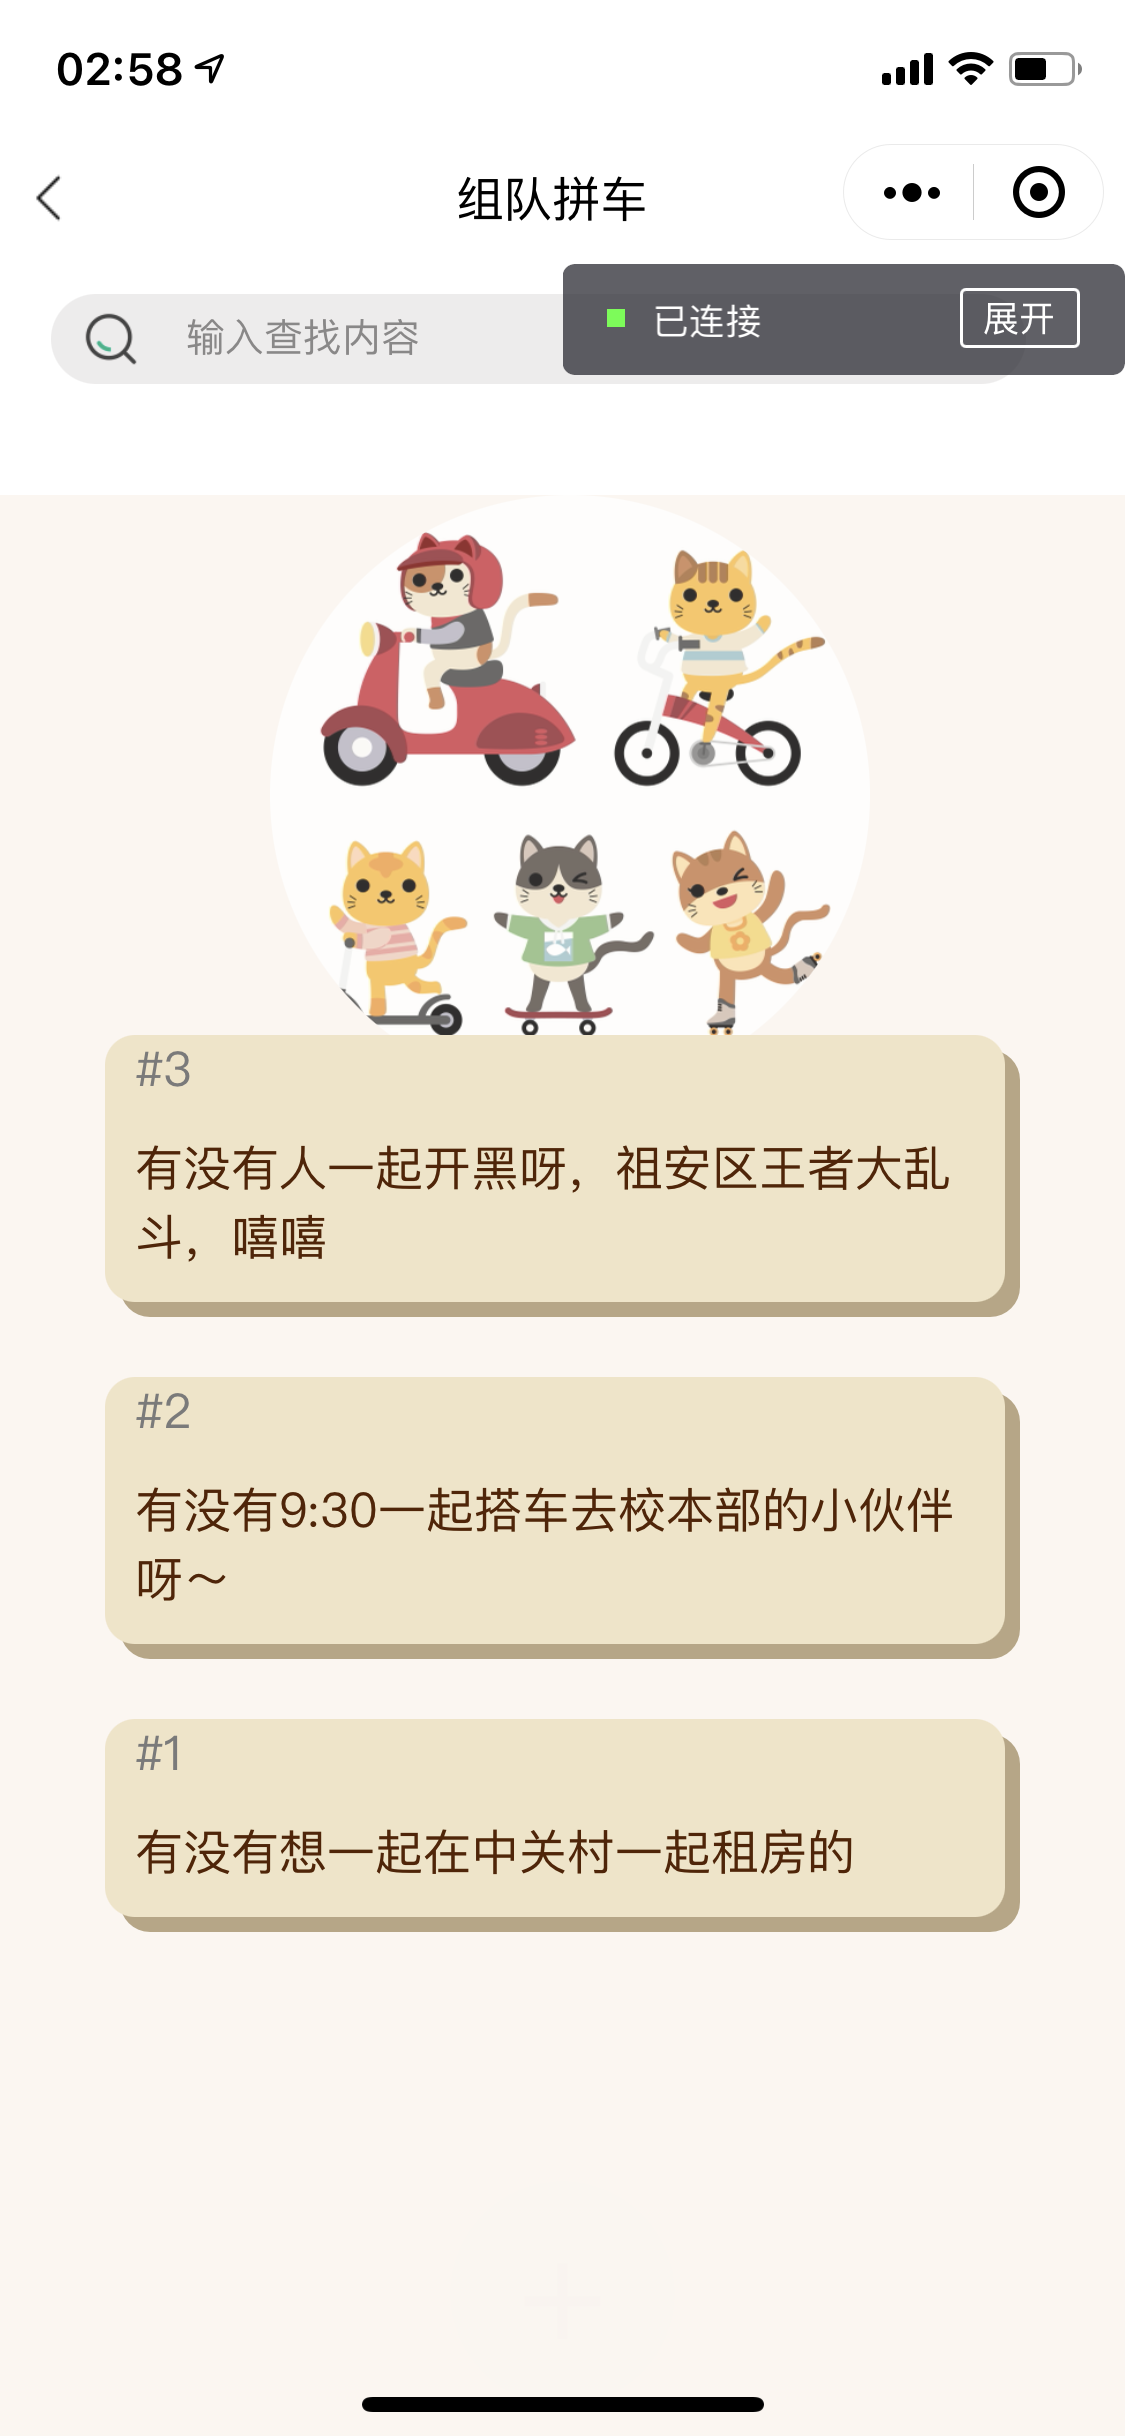 02:58
组队拼车
输入查找内容
已连接
展开
#3
有没有人一起开黑呀，祖安区王者大乱
斗，嘻嘻
#2
有没有9:30一起搭车去校本部的小伙伴
呀～
#1
有没有想一起在中关村一起租房的